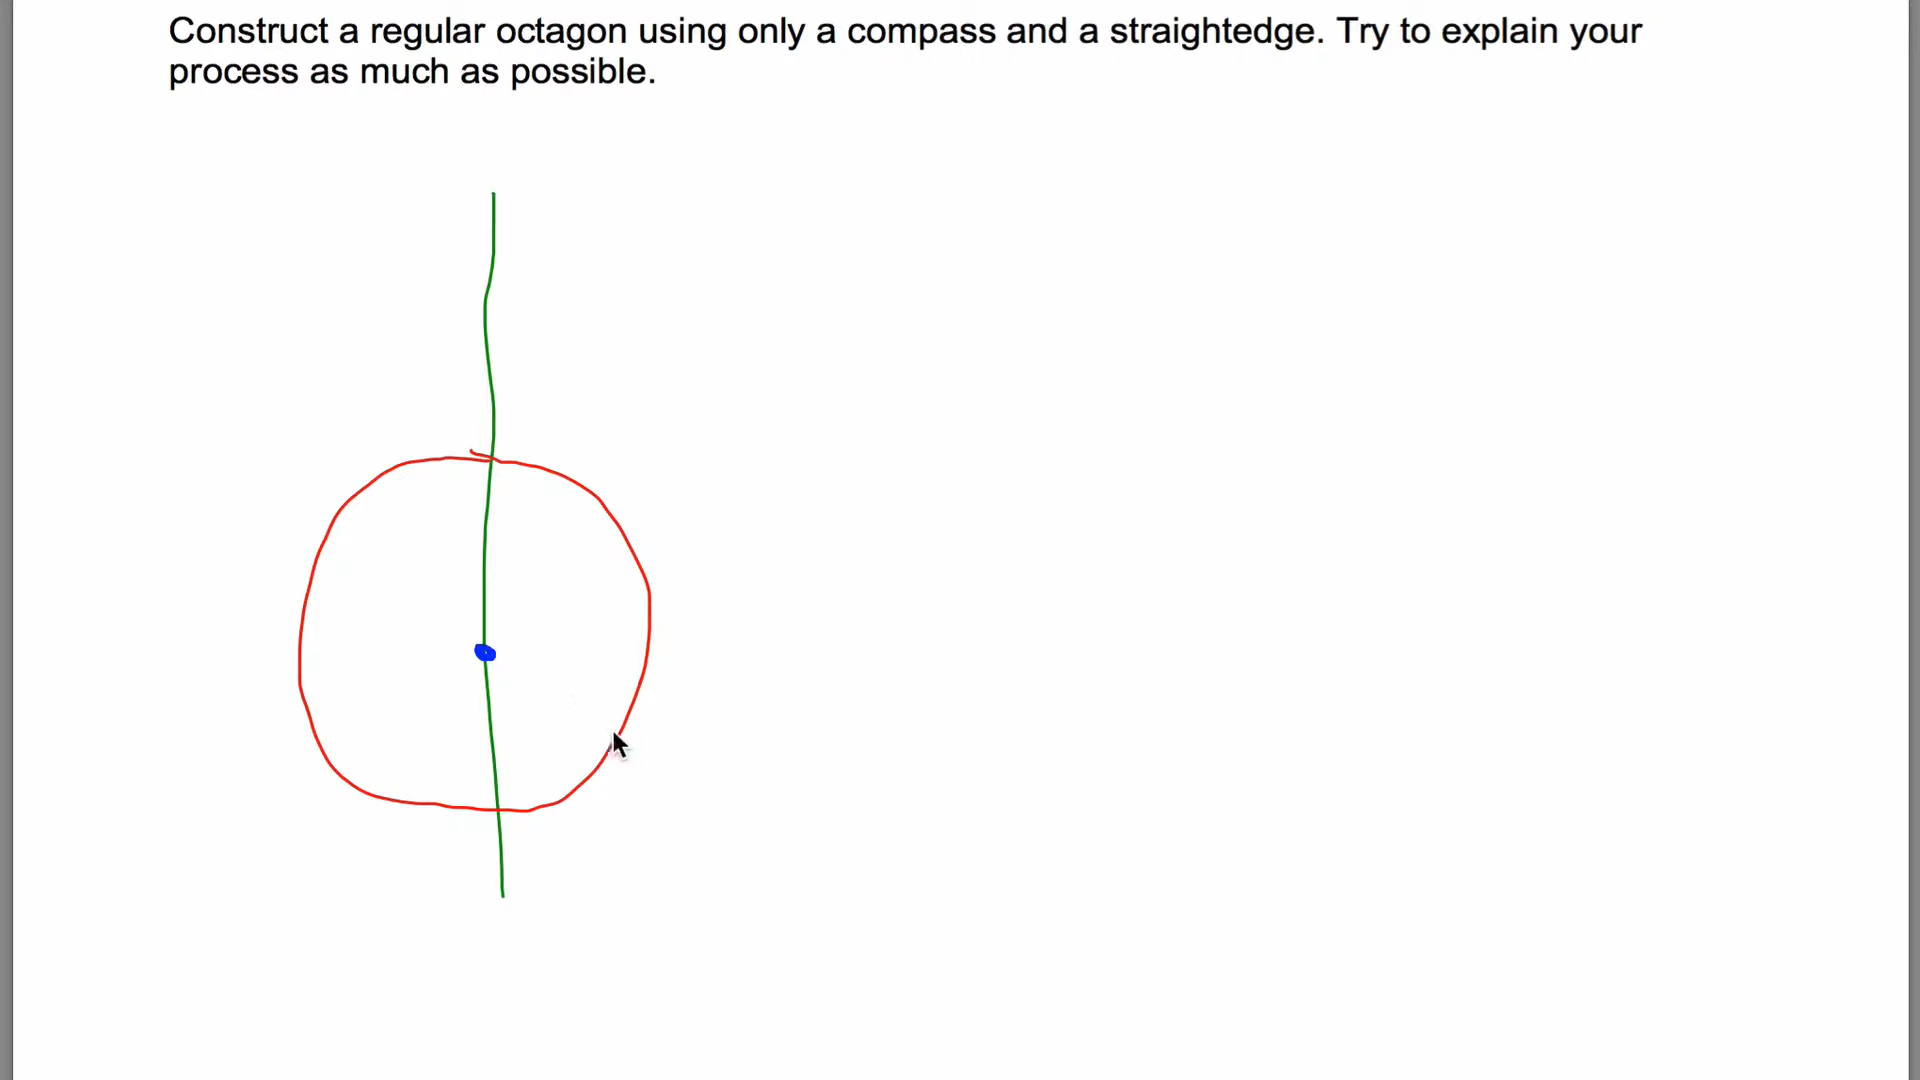 Construct a regular octagon using only a compass and a straightedge. Try to explain your
process as much as possible.